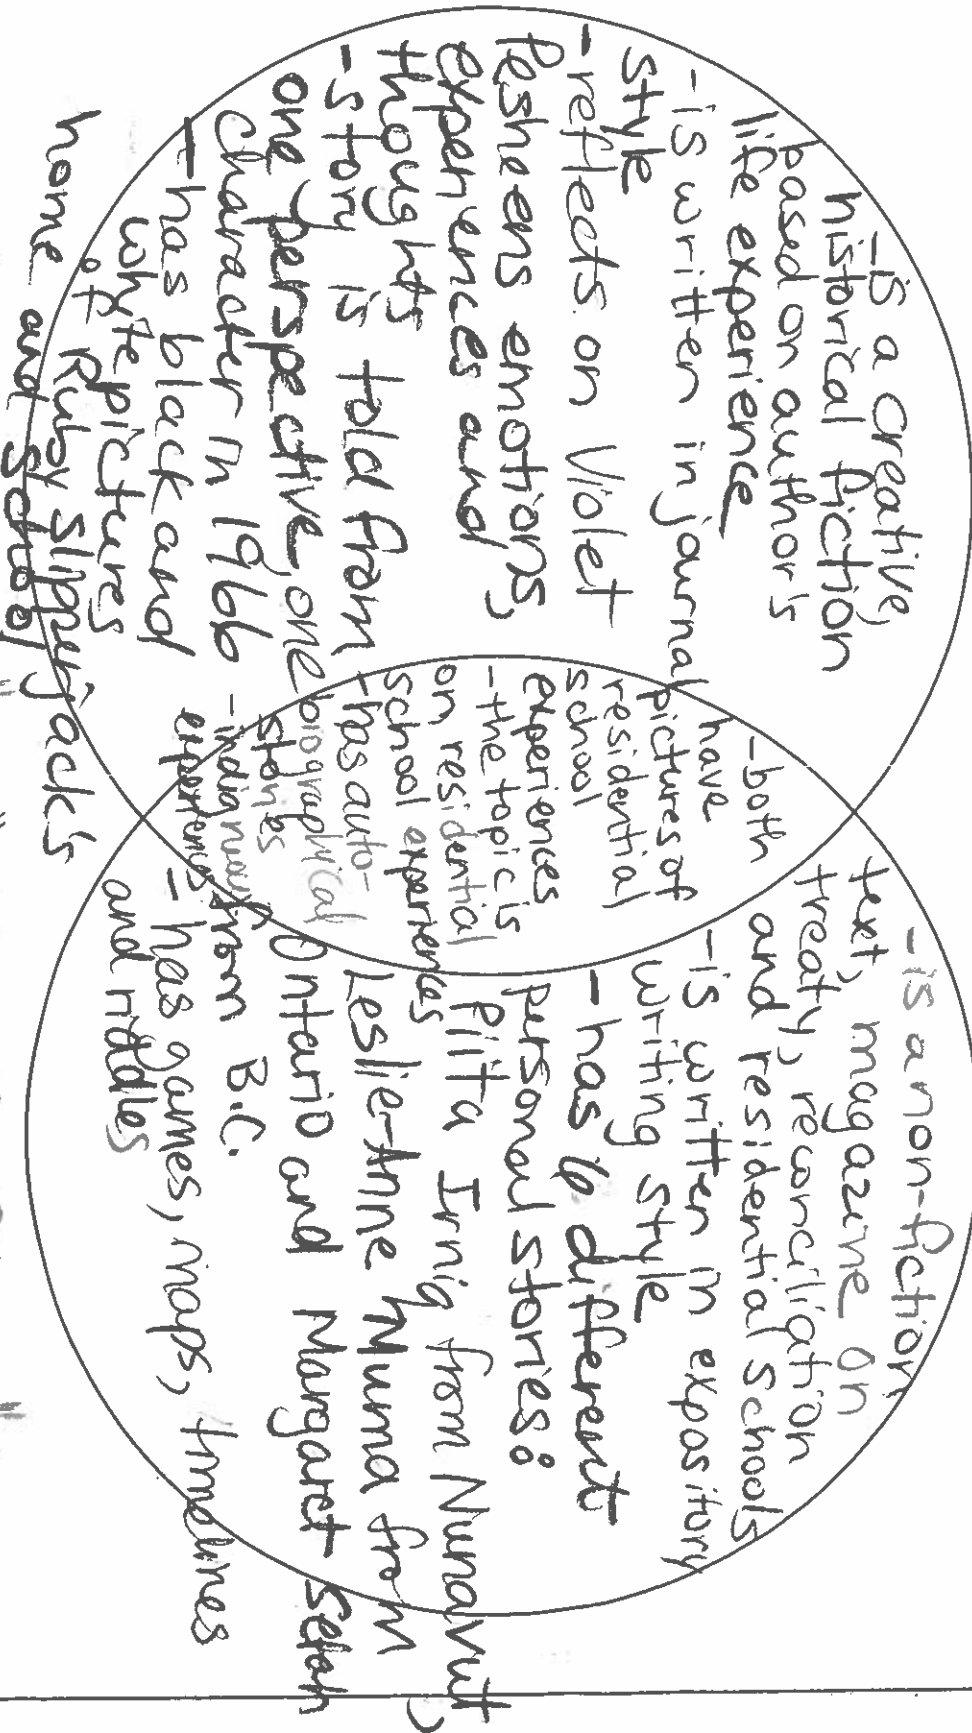 -is a creative,
historical fiction
based on author's
life experience
-is written in journal
style
-reflects on Violet
Pesheens emotions,
experiences and
thoughts
-story is told from
one perspective, one
character in 1966
-has black and
white pictures
of Ruby Slipperjack's
home and school
-both
have
pictures of
residential
school
experiences
-the topic is
on residential
school experiences
-has auto-
biographical
stories
-indigenous
experiences
-is a non-fiction
text, magazine on
treaty, reconciliation
and residential schools
-is written in expository
writing style
-has 6 different
personal stories:
Piita Irniq from Nunavut,
Leslie-Anne Muma from
Ontario and Margaret Selah
from B.C.
-has games, maps, timelines
and riddles